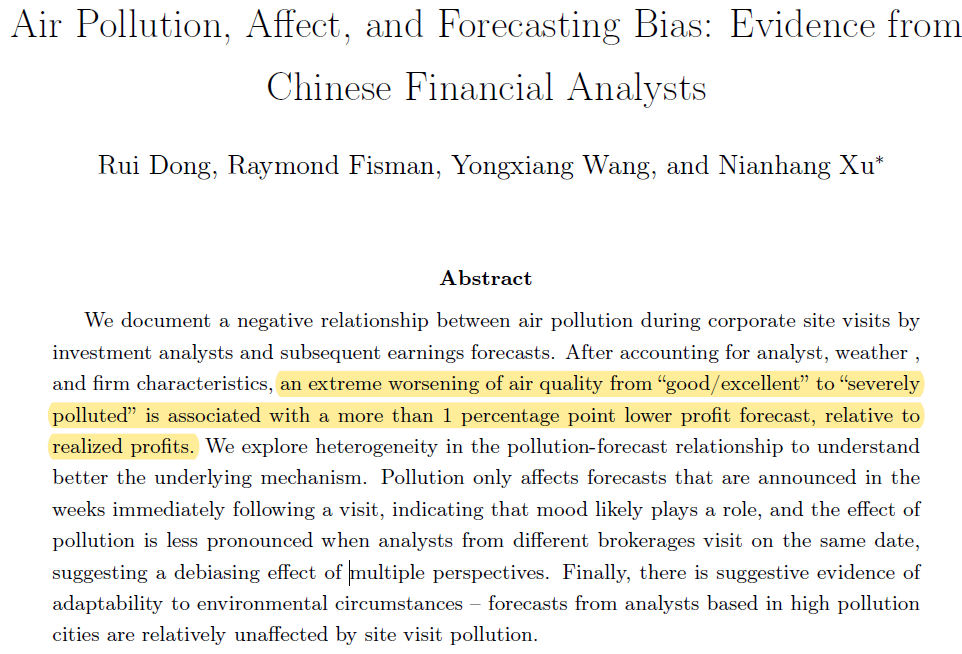 Air Pollution, Affect, and Forecasting Bias: Evidence from
Chinese Financial Analysts
Rui Dong, Raymond Fisman, Yongxiang Wang, and Nianhang Xu*
Abstract
We document a negative relationship between air pollution during corporate site visits by
investment analysts and subsequent earnings forecasts. After accounting for analyst, weather ,
and firm characteristics, an extreme worsening of air quality from “good/excellent” to “severely
polluted” is associated with a more than 1 percentage point lower profit forecast, relative to
realized profits. We explore heterogeneity in the pollution-forecast relationship to understand
better the underlying mechanism. Pollution only affects forecasts that are announced in the
weeks immediately following a visit, indicating that mood likely plays a role, and the effect of
pollution is less pronounced when analysts from different brokerages visit on the same date,
suggesting a debiasing effect of multiple perspectives. Finally, there is suggestive evidence of
adaptability to environmental circumstances – forecasts from analysts based in high pollution
cities are relatively unaffected by site visit pollution.